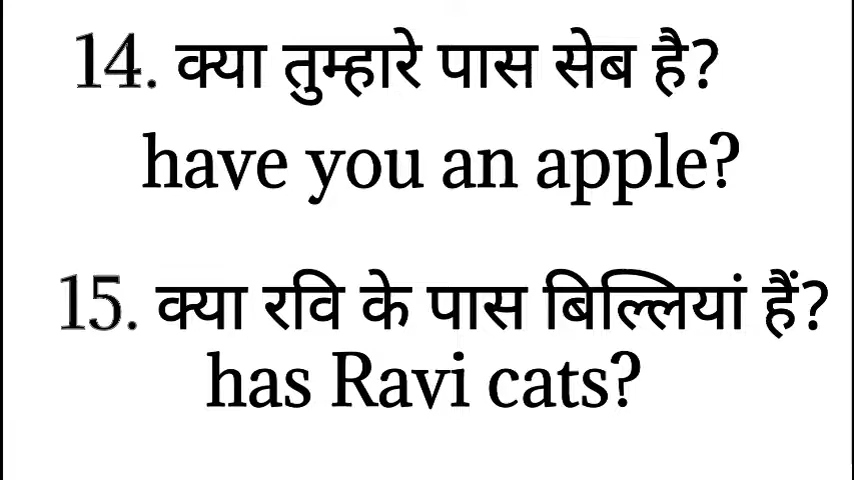 14. क्या तुम्हारे पास सेब है?
have you an apple?
15. क्या रवि के पास बिल्लियां हैं?
has Ravi cats?